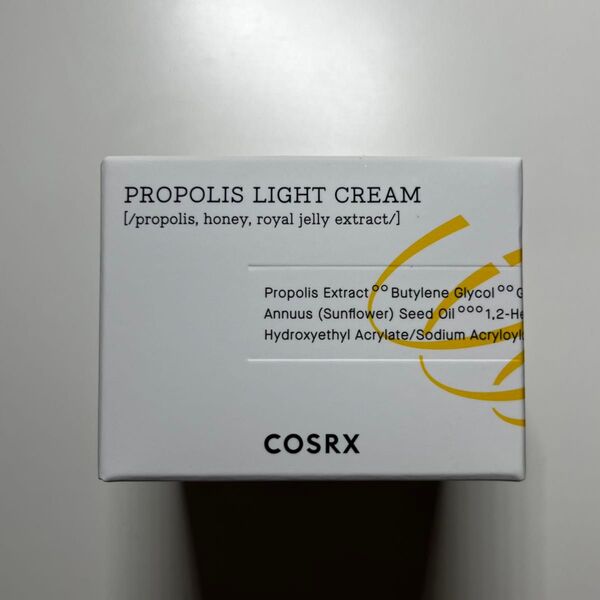 PROPOLIS LIGHT CREAM
[/propolis, honey, royal jelly extract/]
Propolis Extract°° Butylene Glycol°° G
Annuus (Sunflower) Seed Oil°°° 1,2-He
Hydroxyethyl Acrylate/Sodium Acryloyl
COSRX